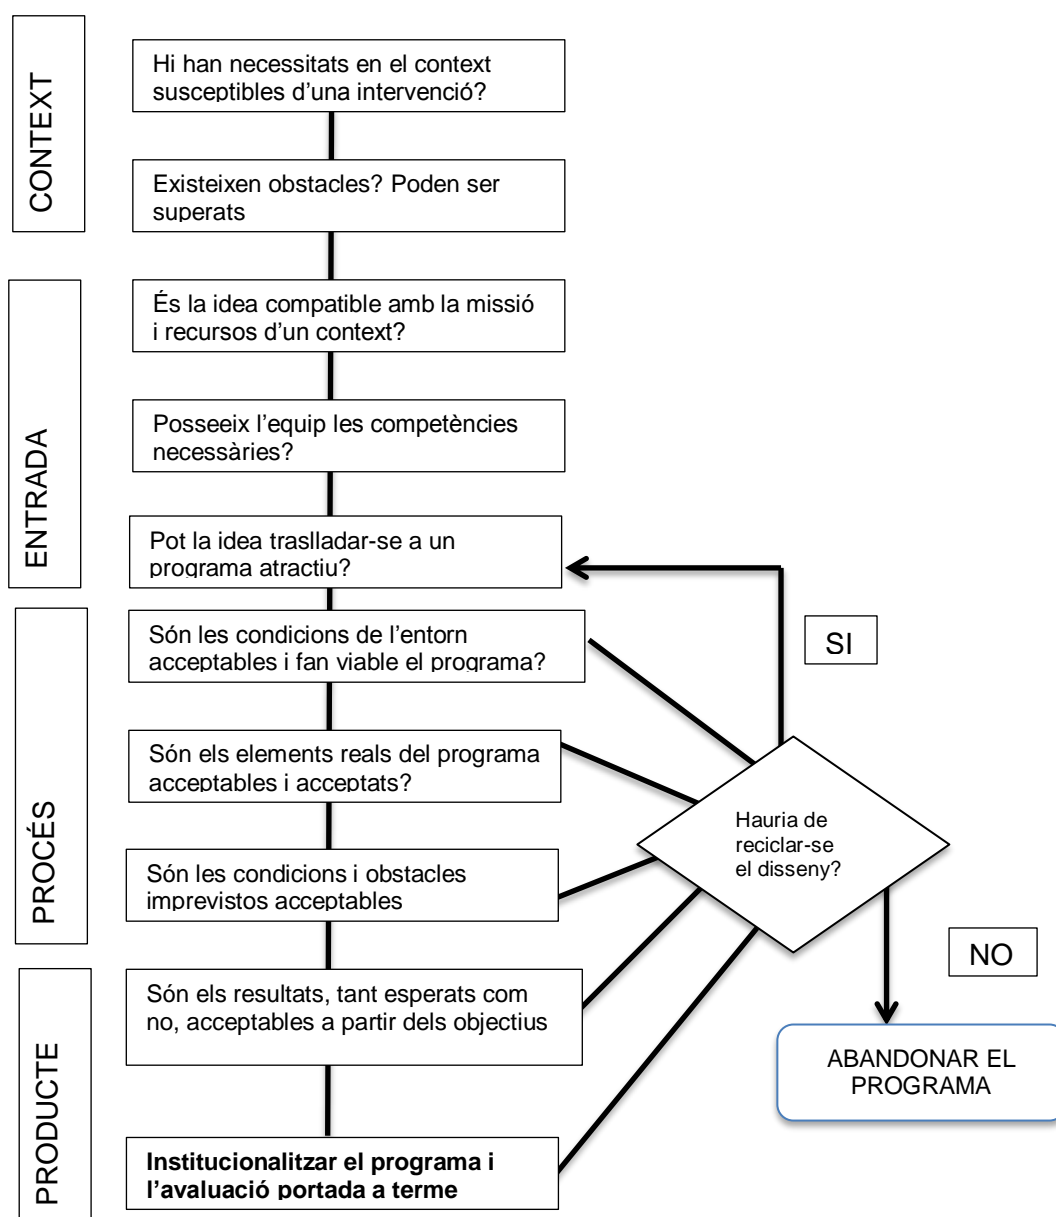 CONTEXT
Hi han necessitats en el context
susceptibles d’una intervenció?
Existeixen obstacles? Poden ser
superats
ENTRADA
És la idea compatible amb la missió
i recursos d’un context?
Posseeix l’equip les competències
necessàries?
Pot la idea traslladar-se a un
programa atractiu?
PROCÉS
Són les condicions de l’entorn
acceptables i fan viable el programa?
SI
Són els elements reals del programa
acceptables i acceptats?
Hauria de
reciclar-se
el disseny?
Són les condicions i obstacles
imprevistos acceptables
NO
PRODUCTE
Són els resultats, tant esperats com
no, acceptables a partir dels objectius
ABANDONAR EL
PROGRAMA
Institucionalitzar el programa i
l’avaluació portada a terme